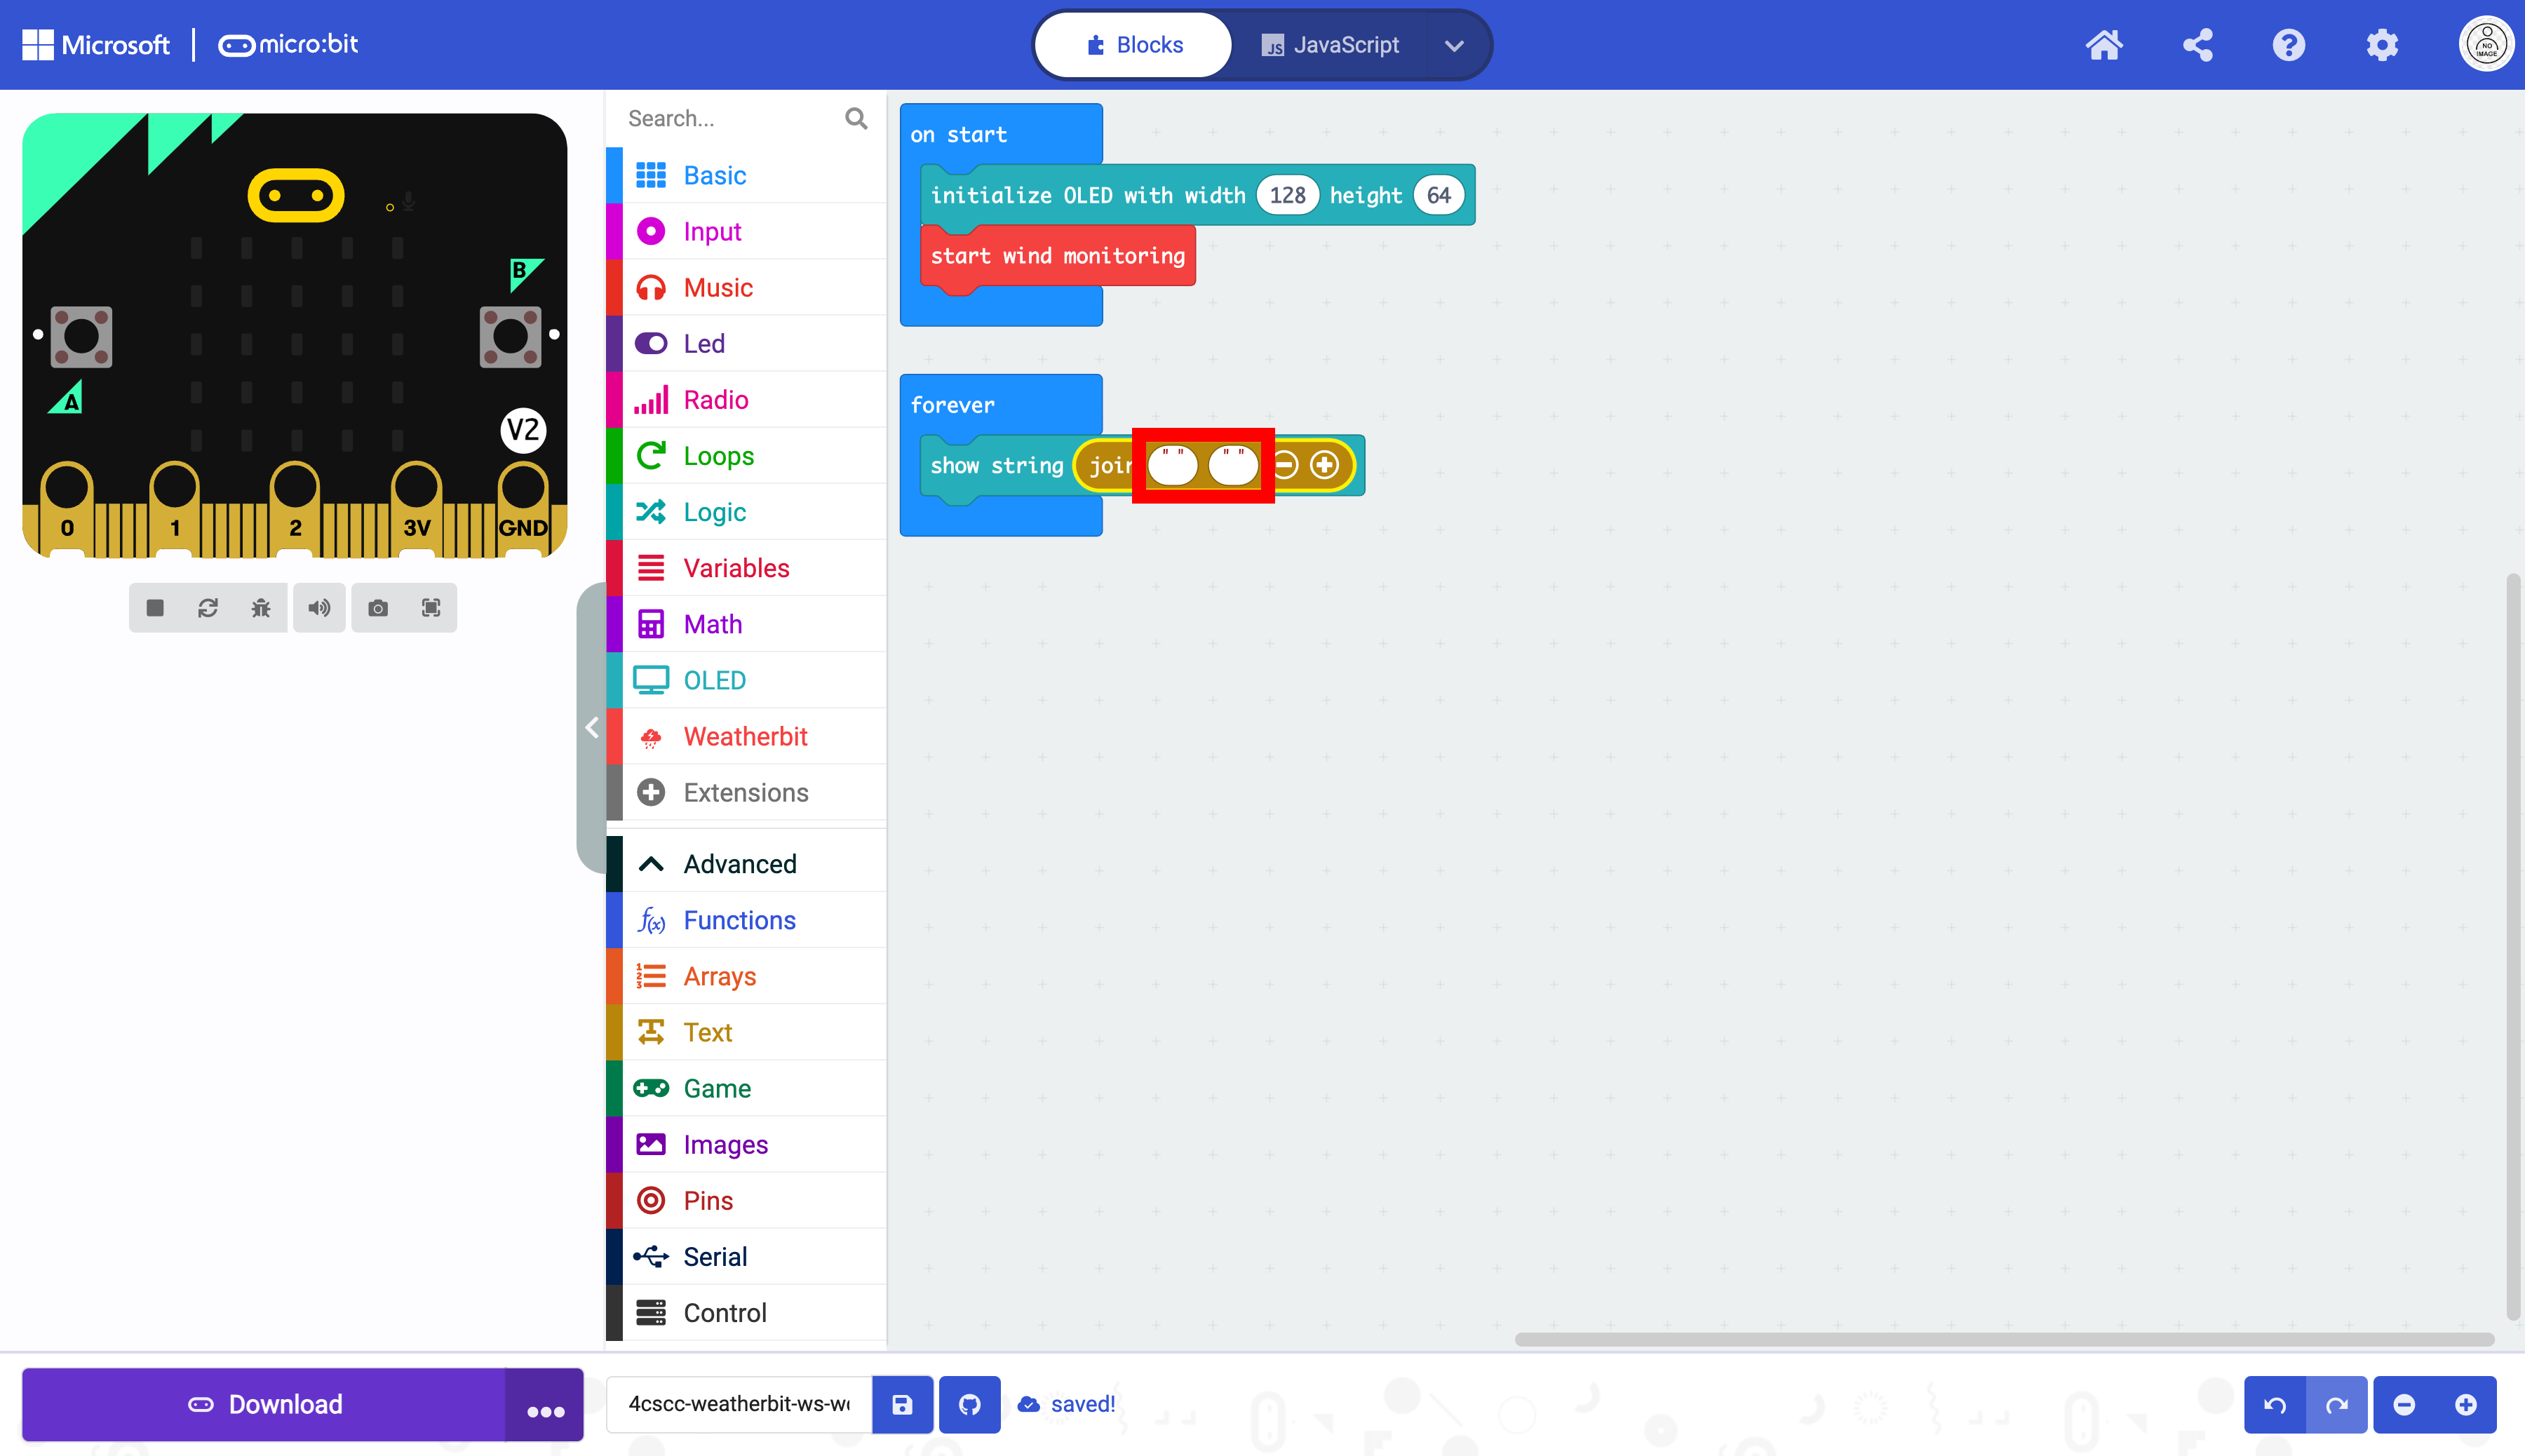 Microsoft | micro:bit
Blocks
JavaScript
NO IMAGE
Search...
Basic
Input
Music
Led
Radio
Loops
Logic
Variables
Math
OLED
Weatherbit
Extensions
Advanced
Functions
Arrays
Text
Game
Images
Pins
Serial
Control
B
A
V2
0 1 2 3V GND
on start
initialize OLED with width 128 height 64
start wind monitoring
forever
show string join " " " "
Download
4cscc-weatherbit-ws-w
saved!